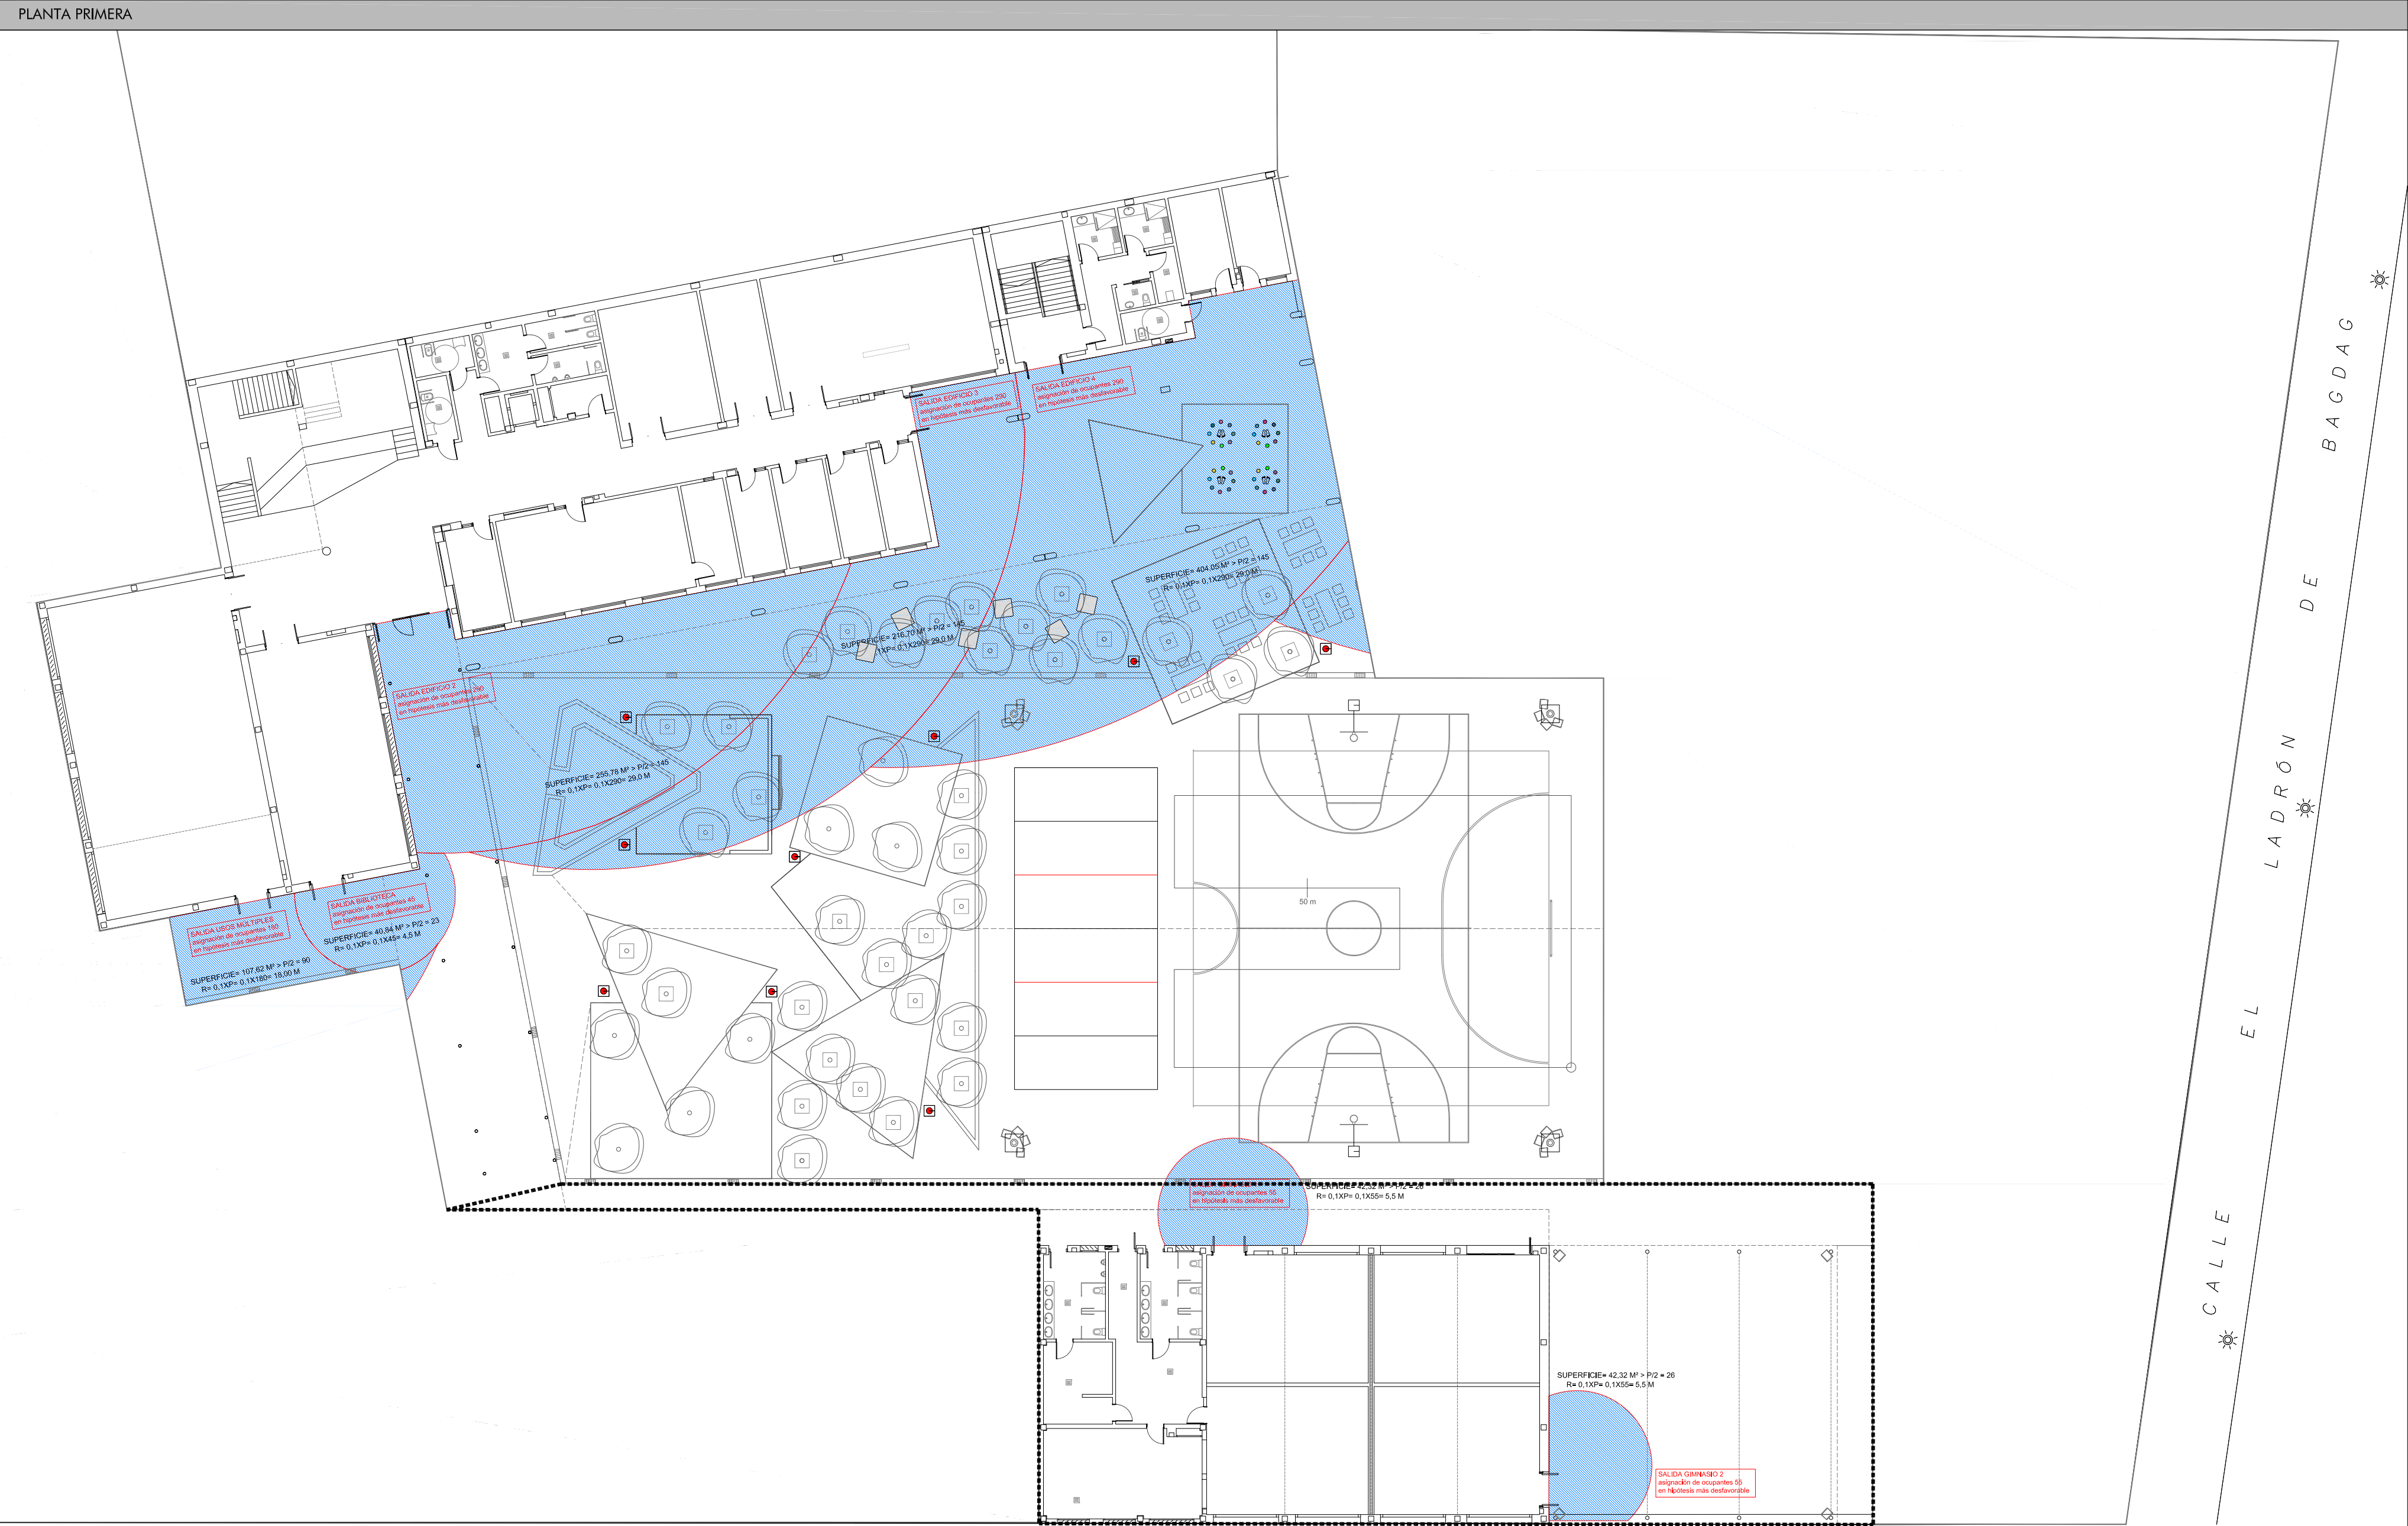 PLANTA PRIMERA
SALIDA EDIFICIO 3
asignación de ocupantes 290
en hipótesis más desfavorable
SALIDA EDIFICIO 4
asignación de ocupantes 290
en hipótesis más desfavorable
SUPERFICIE= 404,05 M² > P/2 = 145
R= 0,1XP= 0,1X290= 29,0 M
SUPERFICIE= 216,70 M² > P/2 = 145
1XP= 0,1X290= 29,0 M
SALIDA EDIFICIO 2
asignación de ocupantes 290
en hipótesis más desfavorable
SUPERFICIE= 255,78 M² > P/2 = 145
R= 0,1XP= 0,1X290= 29,0 M
SALIDA BIBLIOTECA
asignación de ocupantes 45
en hipótesis más desfavorable
SUPERFICIE= 40,84 M² > P/2 = 23
R= 0,1XP= 0,1X45= 4,5 M
SALIDA USOS MÚLTIPLES
asignación de ocupantes 180
en hipótesis más desfavorable
SUPERFICIE= 107,62 M² > P/2 = 90
R= 0,1XP= 0,1X180= 18,00 M
50 m
asignación de ocupantes 55
en hipótesis más desfavorable
SUPERFICIE= 42,32 M² > P/2 = 26
R= 0,1XP= 0,1X55= 5,5 M
SUPERFICIE= 42,32 M² > P/2 = 26
R= 0,1XP= 0,1X55= 5,5 M
SALIDA GIMNASIO 2
asignación de ocupantes 55
en hipótesis más desfavorable
CALLE EL LADRÓN DE BAGDAG